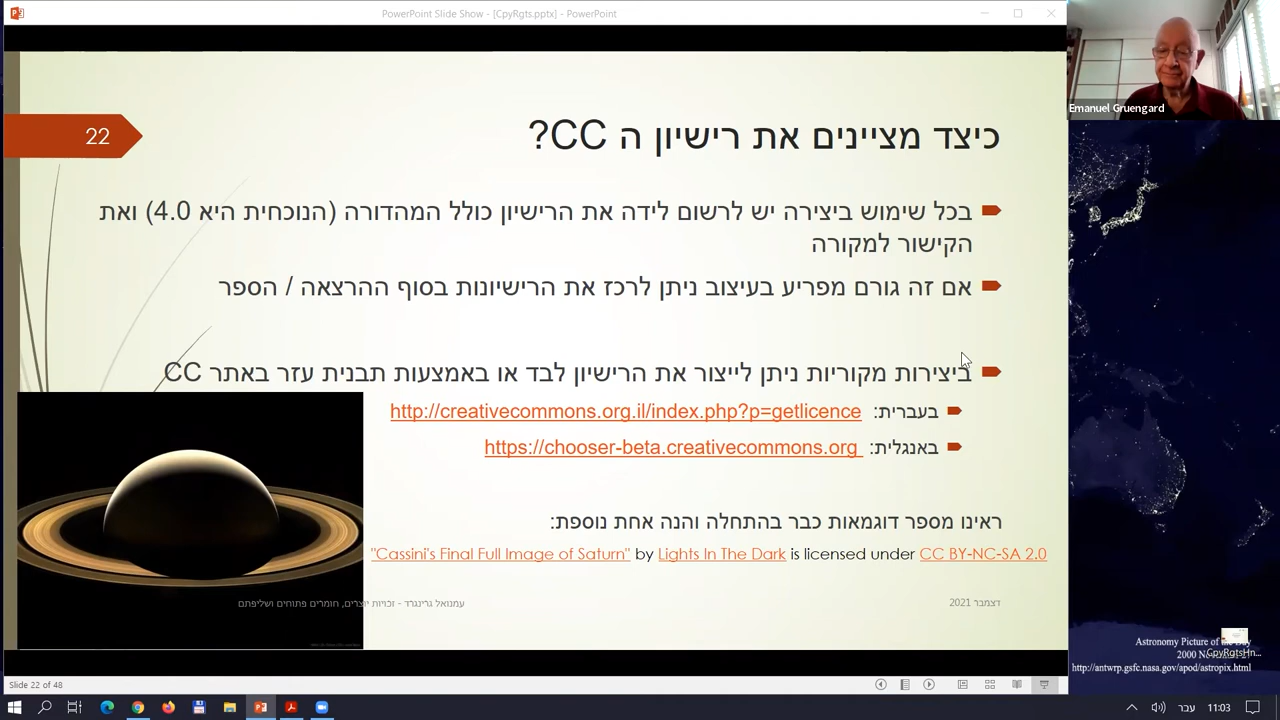 PowerPoint Slide Show - [CpyRgts.pptx] - PowerPoint
Emanuel Gruengard
22
כיצד מציינים את רישיון ה CC?
בכל שימוש ביצירה יש לרשום לידה את הרישיון כולל המהדורה (הנוכחית היא 4.0) ואת
הקישור למקורה
אם זה גורם מפריע בעיצוב ניתן לרכז את הרישיונות בסוף ההרצאה / הספר
ביצירות מקוריות ניתן לייצור את הרישיון לבד או באמצעות תבנית עזר באתר CC
בעברית: http://creativecommons.org.il/index.php?p=getlicence
באנגלית: https://chooser-beta.creativecommons.org
ראינו מספר דוגמאות כבר בהתחלה והנה אחת נוספת:
"Cassini's Final Full Image of Saturn" by Lights In The Dark is licensed under CC BY-NC-SA 2.0
דצמבר 2021
עמנואל גרינגרד - זכויות יוצרים, חומרים פתוחים ושליפתם
Astronomy Picture of the Day
2000
CpyRgtsHn...
http://antwrp.gsfc.nasa.gov/apod/astropix.html
Slide 22 of 48
עבר
11:03